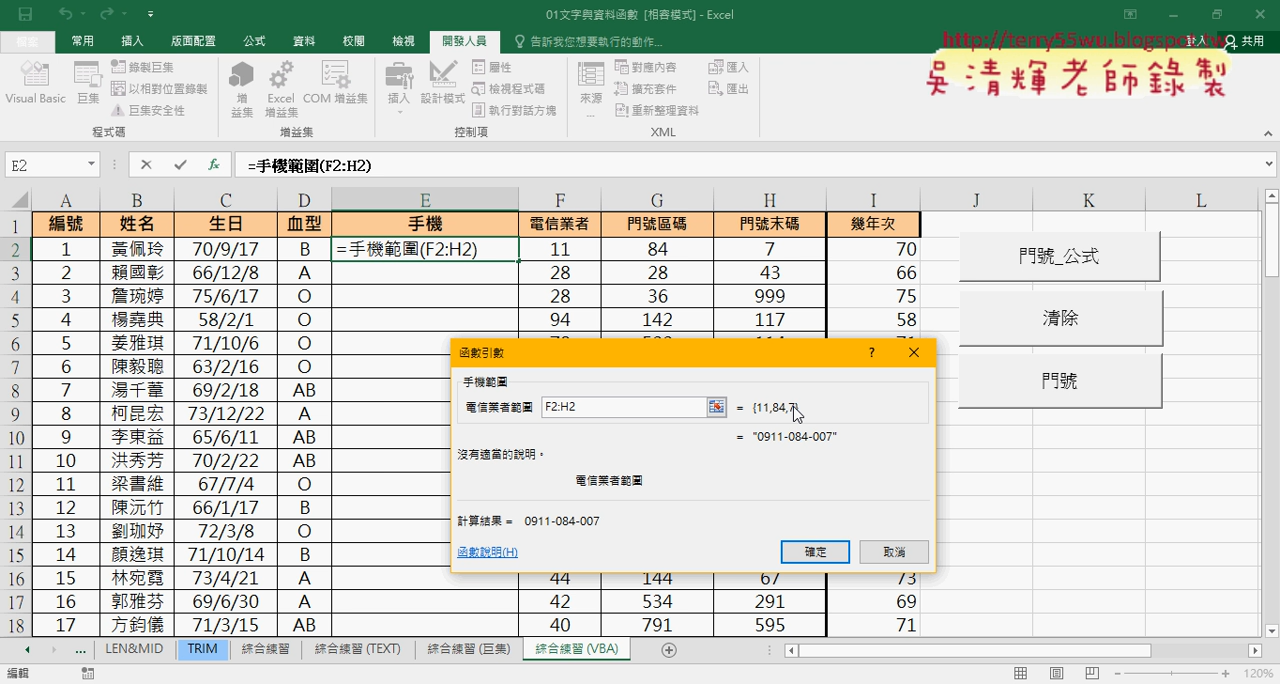 01文字與資料函數 [相容模式] - Excel
檔案 常用 插入 版面配置 公式 資料 校閱 檢視 開發人員 告訴我您想要執行的動作... 登入 共用
http://terry55wu.blogspot.tw
吳清輝老師錄製
Visual Basic 巨集 錄製巨集 以相對位置錄製 巨集安全性
增益集 Excel 增益集 COM 增益集
插入 設計模式 屬性 檢視程式碼 執行對話方塊
來源... 對應內容 擴充套件 重新整理資料 匯入 匯出
程式碼 增益集 控制項 XML
E2 fx =手機範圍(F2:H2)
A B C D E F G H I J K L
1 編號 姓名 生日 血型 手機 電信業者 門號區碼 門號末碼 幾年次
2 1 黃佩玲 70/9/17 B =手機範圍(F2:H2) 11 84 7 70
3 2 賴國彰 66/12/8 A 28 28 43 66
4 3 詹琬婷 75/6/17 O 28 36 999 75
5 4 楊堯典 58/2/1 O 94 142 117 58
6 5 姜雅琪 71/10/6 O
7 6 陳毅聰 63/2/16 O
8 7 湯千蕙 69/2/18 AB
9 8 柯昆宏 73/12/22 A
10 9 李東益 65/6/11 AB
11 10 洪秀芳 70/2/22 AB
12 11 梁書維 67/7/4 O
13 12 陳沅竹 66/1/17 B
14 13 劉珈妤 72/3/8 O
15 14 顏逸琪 71/10/14 B
16 15 林宛霓 73/4/21 A 44 144 67 73
17 16 郭雅芬 69/6/30 A 42 534 291 69
18 17 方鈞儀 71/3/15 AB 40 791 595 71
門號_公式
清除
門號
函數引數 ?
手機範圍
電信業者範圍 F2:H2 = {11,84,7}
= "0911-084-007"
沒有適當的說明。
電信業者範圍
計算結果 = 0911-084-007
函數說明(H) 確定 取消
... LEN&MID TRIM 綜合練習 綜合練習 (TEXT) 綜合練習 (巨集) 綜合練習 (VBA)
編輯 120%